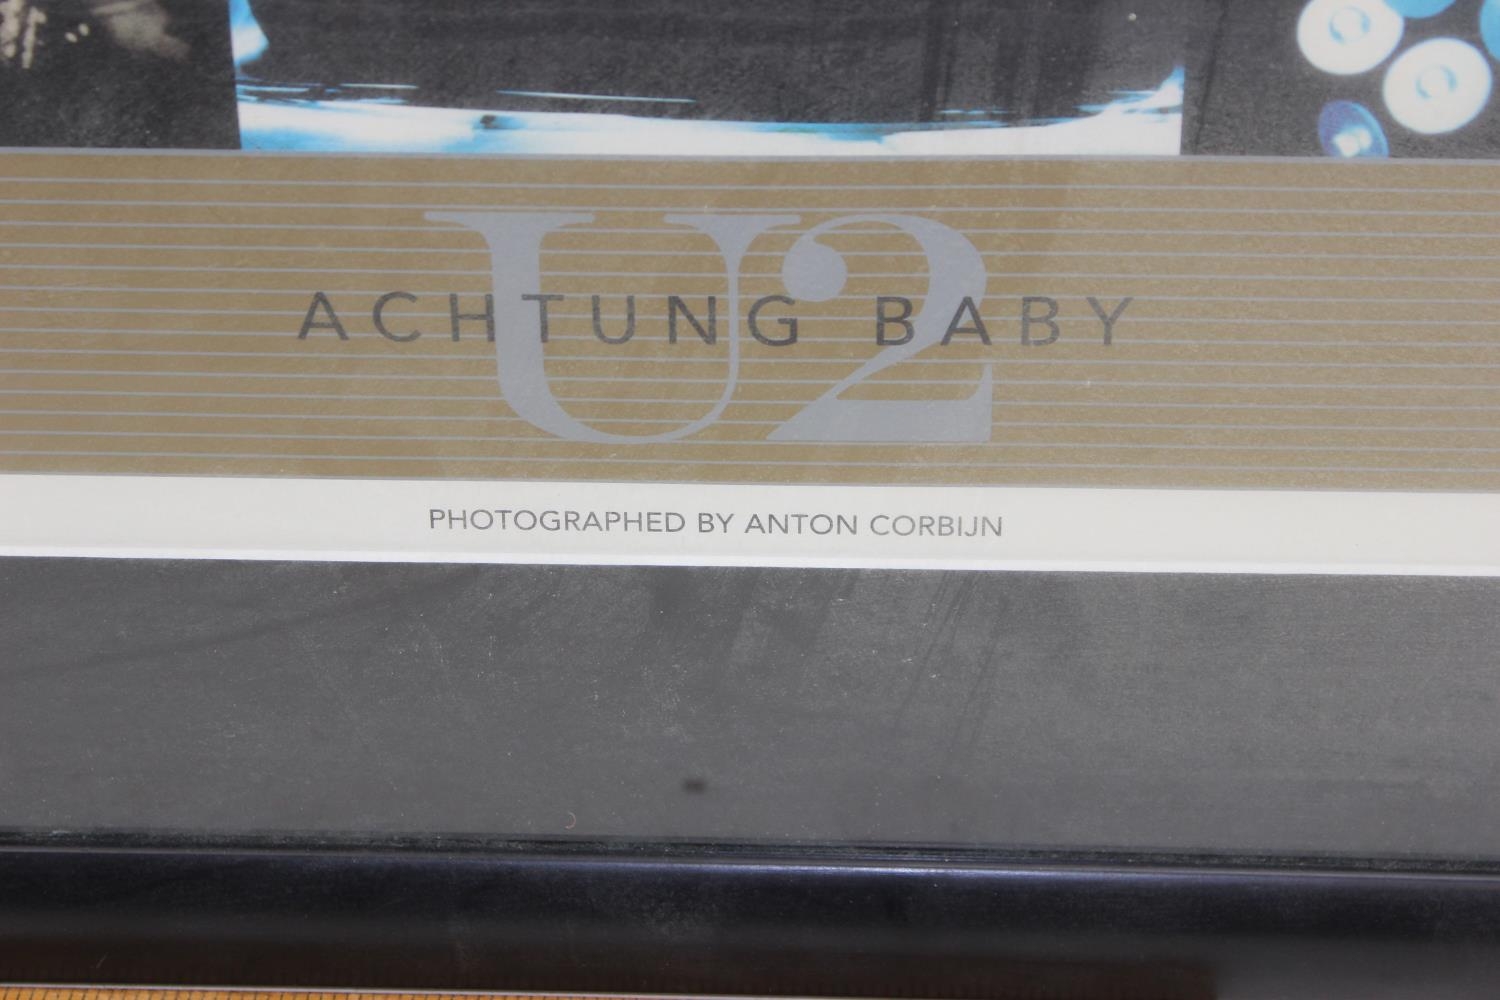 U2
ACHTUNG BABY
PHOTOGRAPHED BY ANTON CORBIJN